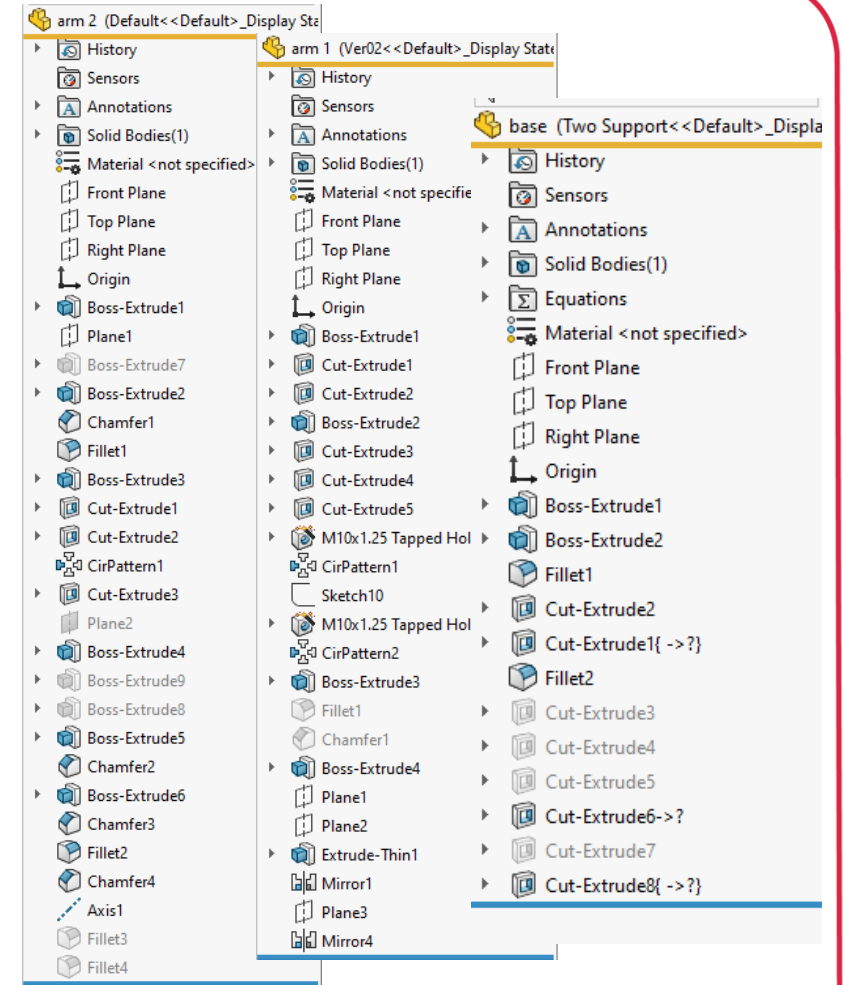 arm 2 (Default<<Default>_Display Sta
History
Sensors
Annotations
Solid Bodies(1)
Material <not specified>
Front Plane
Top Plane
Right Plane
Origin
Boss-Extrude1
Plane1
Boss-Extrude7
Boss-Extrude2
Chamfer1
Fillet1
Boss-Extrude3
Cut-Extrude1
Cut-Extrude2
CirPattern1
Cut-Extrude3
Plane2
Boss-Extrude4
Boss-Extrude9
Boss-Extrude8
Boss-Extrude5
Chamfer2
Boss-Extrude6
Chamfer3
Fillet2
Chamfer4
Axis1
Fillet3
Fillet4
arm 1 (Ver02<<Default>_Display State
History
Sensors
Annotations
Solid Bodies(1)
Material <not specifie
Front Plane
Top Plane
Right Plane
Origin
Boss-Extrude1
Cut-Extrude1
Cut-Extrude2
Boss-Extrude2
Cut-Extrude3
Cut-Extrude4
Cut-Extrude5
M10x1.25 Tapped Hol
CirPattern1
Sketch10
M10x1.25 Tapped Hol
CirPattern2
Boss-Extrude3
Fillet1
Chamfer1
Boss-Extrude4
Plane1
Plane2
Extrude-Thin1
Mirror1
Plane3
Mirror4
base (Two Support<<Default>_Displa
History
Sensors
Annotations
Solid Bodies(1)
Equations
Material <not specified>
Front Plane
Top Plane
Right Plane
Origin
Boss-Extrude1
Boss-Extrude2
Fillet1
Cut-Extrude2
Cut-Extrude1{ ->?}
Fillet2
Cut-Extrude3
Cut-Extrude4
Cut-Extrude5
Cut-Extrude6->?
Cut-Extrude7
Cut-Extrude8{ ->?}